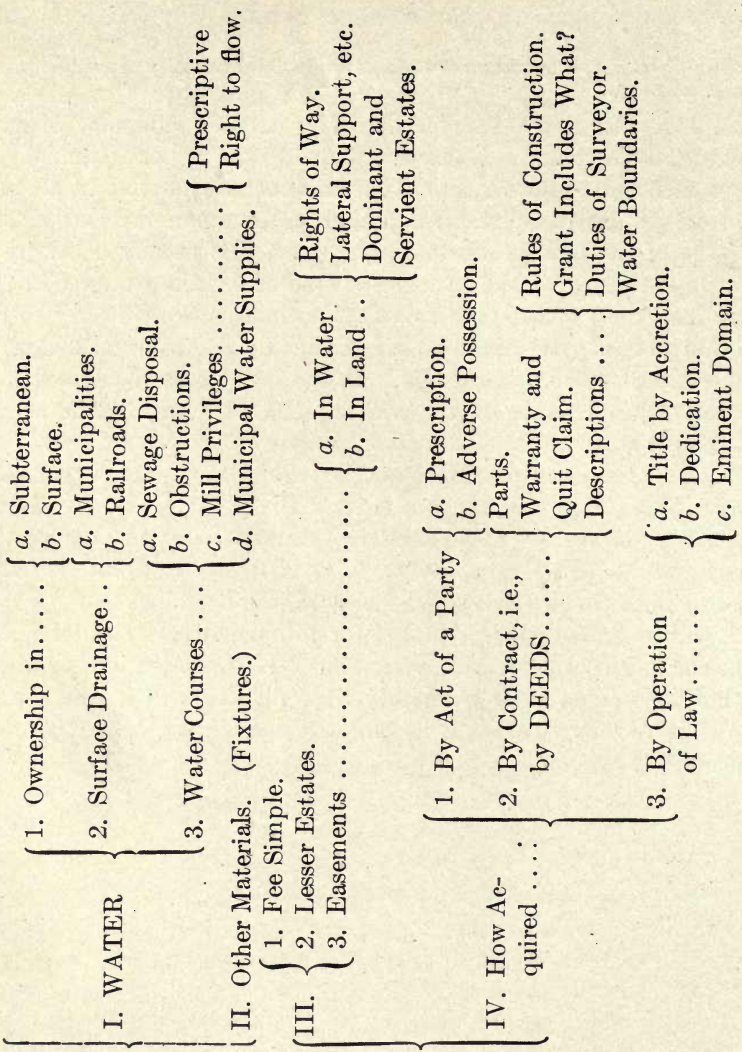 I. WATER
1. Ownership in......
a. Subterranean.
b. Surface.
2. Surface Drainage..
a. Municipalities.
b. Railroads.
3. Water Courses....
a. Sewage Disposal.
b. Obstructions.
c. Mill Privileges..........
Prescriptive
Right to flow.
d. Municipal Water Supplies.
II. Other Materials. (Fixtures.)
III.
1. Fee Simple.
2. Lesser Estates.
3. Easements ..............................
a. In Water
b. In Land ..
Rights of Way.
Lateral Support, etc.
Dominant and
Servient Estates.
IV. How Ac-
quired ....
1. By Act of a Party
a. Prescription.
b. Adverse Possession.
2. By Contract, i.e.,
by DEEDS.......
Parts.
Warranty and
Quit Claim.
Descriptions ....
Rules of Construction.
Grant Includes What?
Duties of Surveyor.
Water Boundaries.
3. By Operation
of Law.......
a. Title by Accretion.
b. Dedication.
c. Eminent Domain.